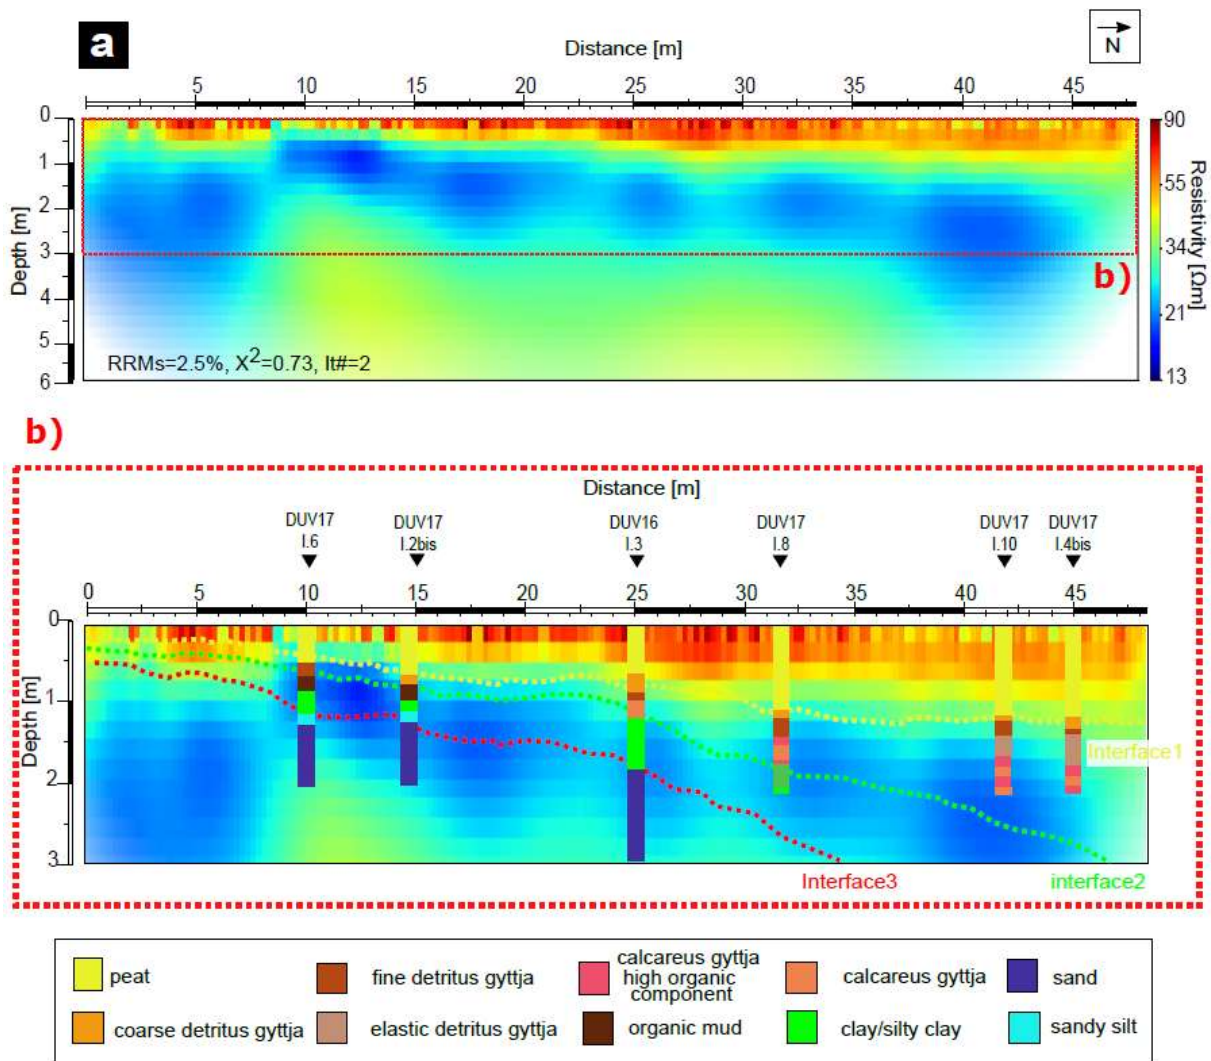 a
N
Distance [m]
5 10 15 20 25 30 35 40 45
0
1
2
3
4
5
6
Depth [m]
90
55
34
21
13
Resistivity [Ωm]
b)
RRMs=2.5%, X²=0.73, It#=2
b)
Distance [m]
DUV17 DUV17 DUV16 DUV17 DUV17 DUV17
I.6 I.2bis I.3 I.8 I.10 I.4bis
0 5 10 15 20 25 30 35 40 45
0
1
2
3
Depth [m]
Interface1
Interface3 interface2
peat
fine detritus gyttja
calcareus gyttja
high organic
component
calcareus gyttja
sand
coarse detritus gyttja
elastic detritus gyttja
organic mud
clay/silty clay
sandy silt